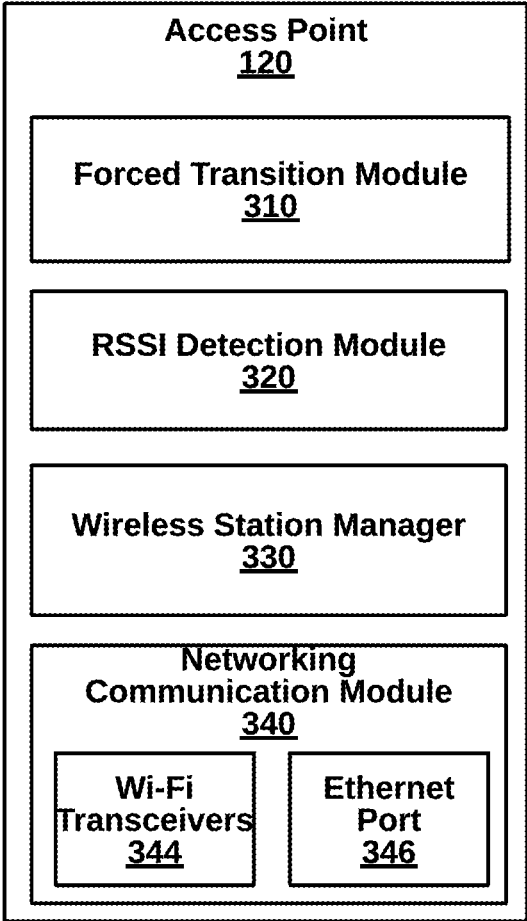 Access Point
120
Forced Transition Module
310
RSSI Detection Module
320
Wireless Station Manager
330
Networking
Communication Module
340
Wi-Fi
Transceivers
344
Ethernet
Port
346